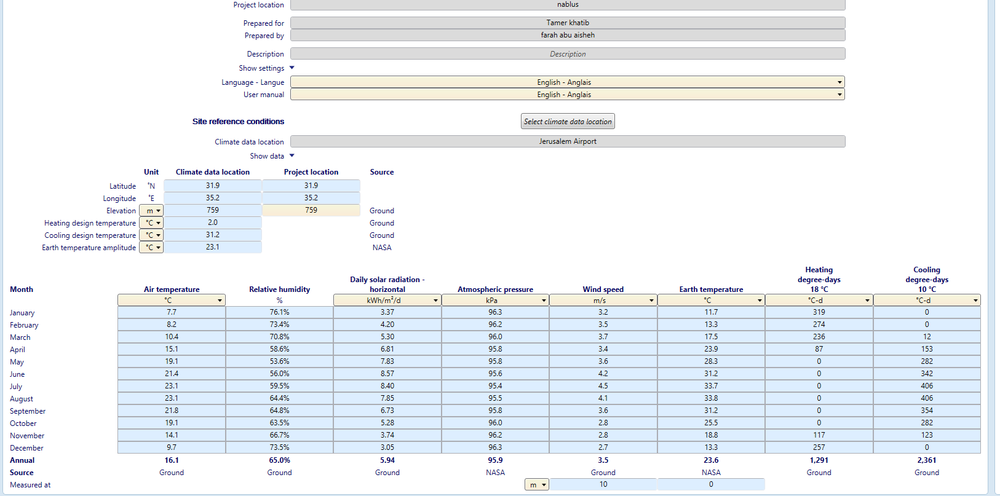 Project location nablus
Prepared for Tamer khatib
Prepared by farah abu aisheh
Description Description
Show settings
Language - Langue English - Anglais
User manual English - Anglais
Site reference conditions Select climate data location
Climate data location Jerusalem Airport
Show data
Unit Climate data location Project location Source
Latitude °N 31.9 31.9
Longitude °E 35.2 35.2
Elevation m 759 759 Ground
Heating design temperature °C 2.0 Ground
Cooling design temperature °C 31.2 Ground
Earth temperature amplitude °C 23.1 NASA
Heating Cooling
Daily solar radiation - degree-days degree-days
Month Air temperature Relative humidity horizontal Atmospheric pressure Wind speed Earth temperature 18 °C 10 °C
°C % kWh/m²/d kPa m/s °C °C-d °C-d
January 7.7 76.1% 3.37 96.3 3.2 11.7 319 0
February 8.2 73.4% 4.20 96.2 3.5 13.3 274 0
March 10.4 70.8% 5.30 96.0 3.7 17.5 236 12
April 15.1 58.6% 6.81 95.8 3.4 23.9 87 153
May 19.1 53.6% 7.83 95.8 3.6 28.3 0 282
June 21.4 56.0% 8.57 95.6 4.2 31.2 0 342
July 23.1 59.5% 8.40 95.4 4.5 33.7 0 406
August 23.1 64.4% 7.85 95.5 4.1 33.8 0 406
September 21.8 64.8% 6.73 95.8 3.6 31.2 0 354
October 19.1 63.5% 5.28 96.0 2.8 25.5 0 282
November 14.1 66.7% 3.74 96.2 2.8 18.8 117 123
December 9.7 73.5% 3.05 96.3 2.7 13.3 257 0
Annual 16.1 65.0% 5.94 95.9 3.5 23.6 1,291 2,361
Source Ground Ground Ground NASA Ground NASA Ground Ground
Measured at m 10 0